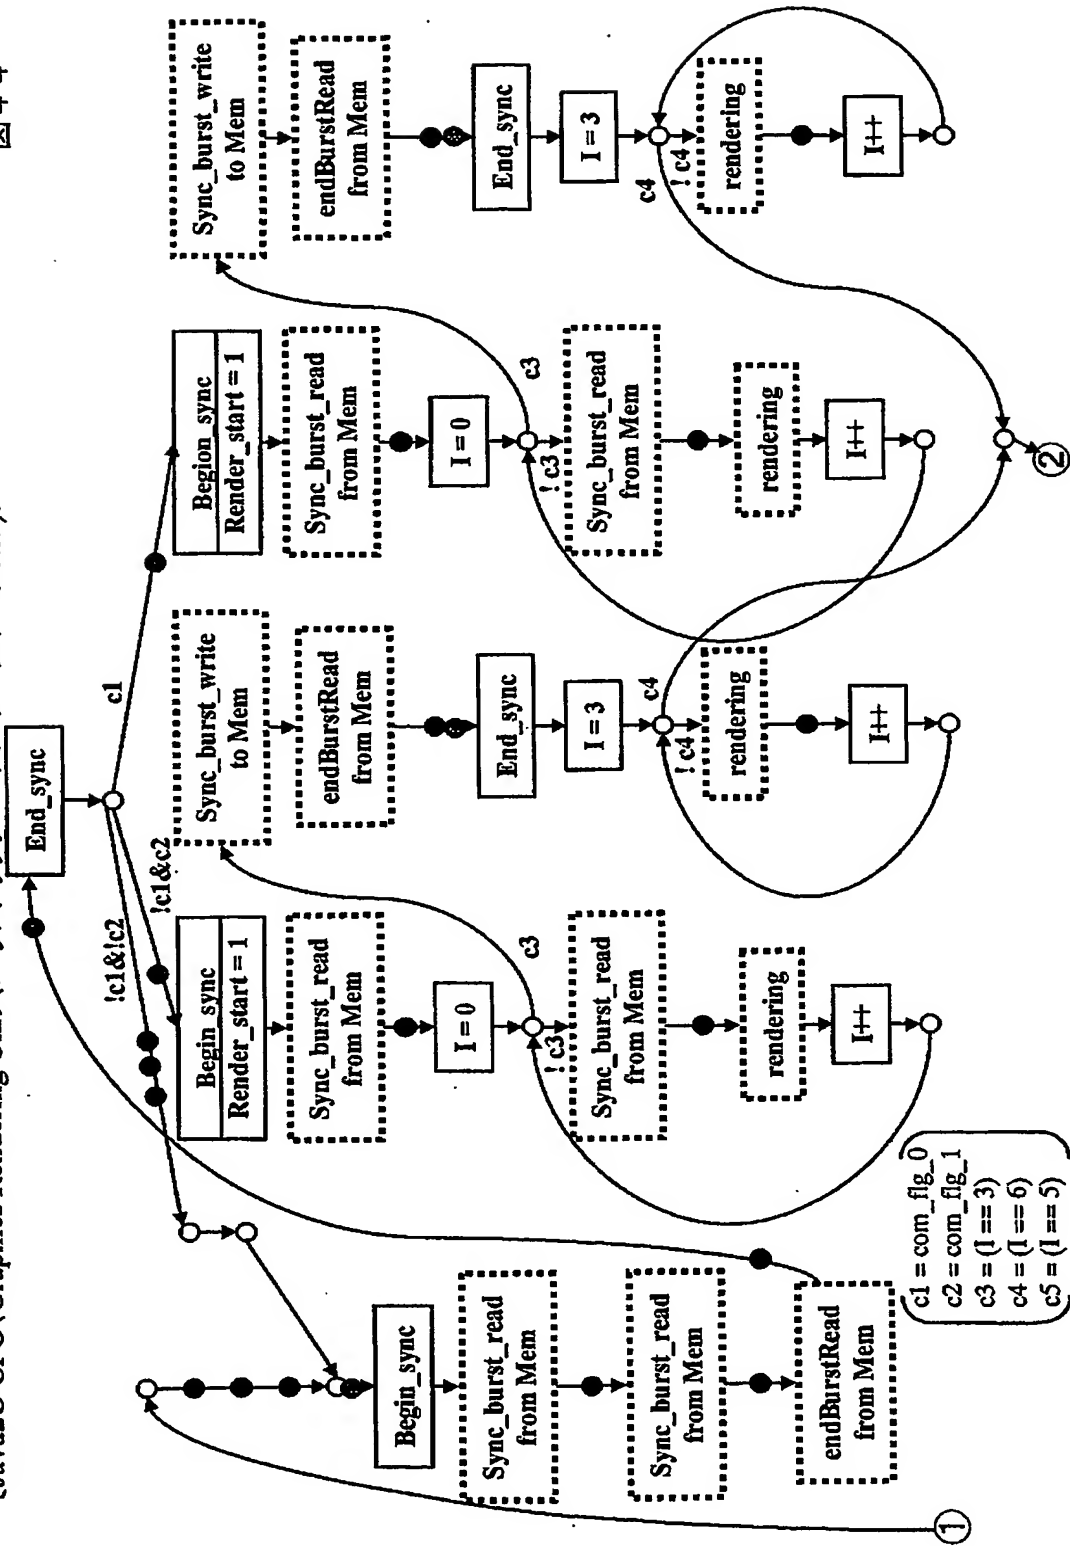 図44
End_sync
!c1&!c2
!c1&c2
c1
Begin_sync
Sync_burst_read
from Mem
Sync_burst_read
from Mem
endBurstRead
from Mem
①
Begin_sync
Render_start = 1
Sync_burst_read
from Mem
I = 0
!c3
c3
Sync_burst_read
from Mem
rendering
I++
Sync_burst_write
to Mem
endBurstRead
from Mem
End_sync
I = 3
!c4
c4
rendering
I++
Begion_sync
Render_start = 1
Sync_burst_read
from Mem
I = 0
!c3
c3
Sync_burst_read
from Mem
rendering
I++
Sync_burst_write
to Mem
endBurstRead
from Mem
End_sync
I = 3
c4
!c4
rendering
I++
②
c1 = com_flg_0
c2 = com_flg_1
c3 = (I == 3)
c4 = (I == 6)
c5 = (I == 5)